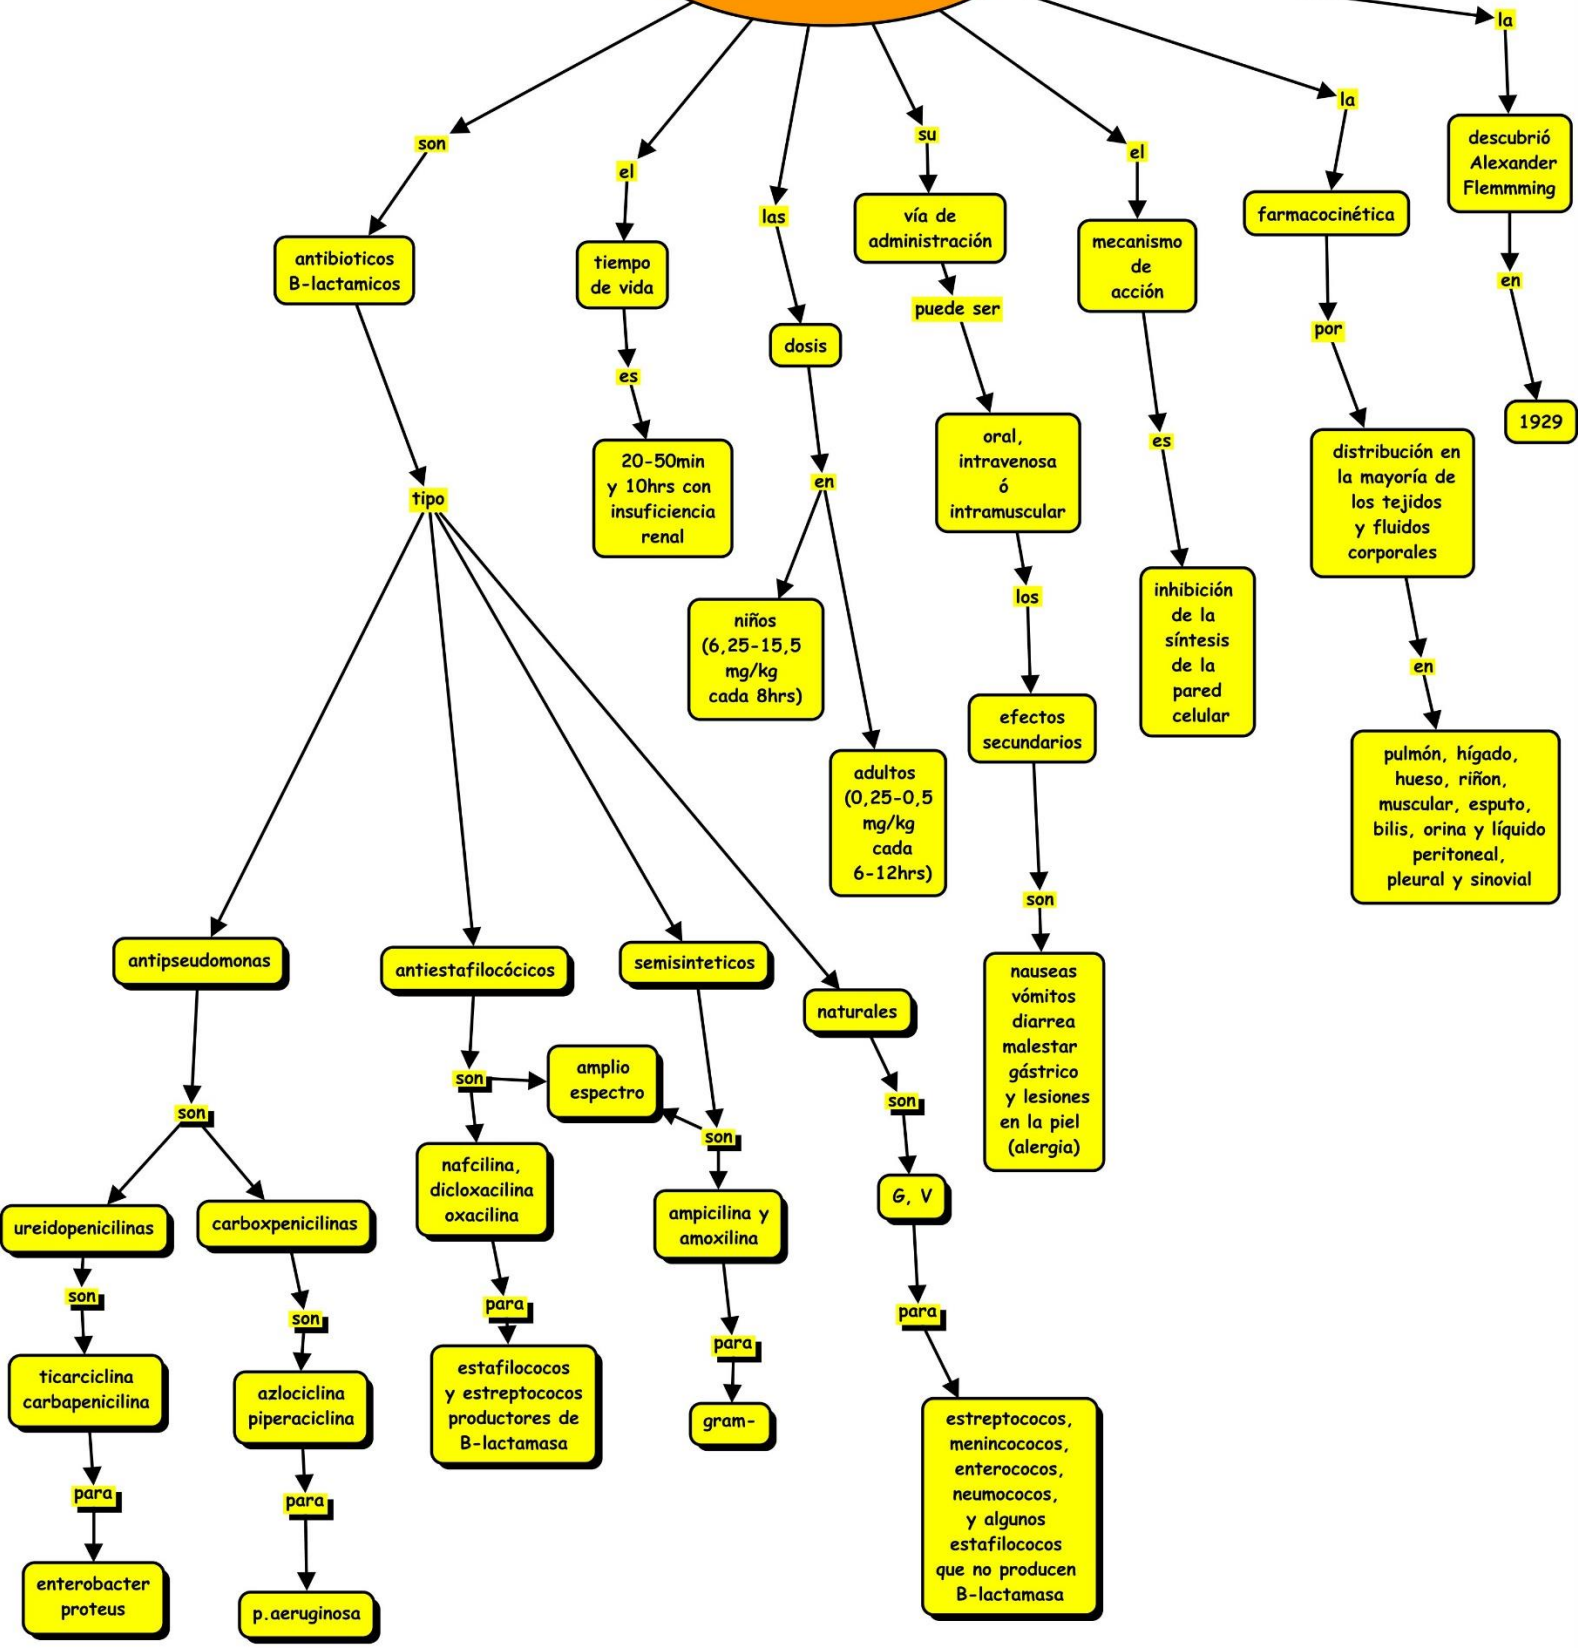 son
antibioticos
B-lactamicos
tipo
antipseudomonas
son
ureidopenicilinas
son
ticarciclina
carbapenicilina
para
enterobacter
proteus
carboxpenicilinas
son
azlociclina
piperaciclina
para
p.aeruginosa
antiestafilocócicos
son
amplio
espectro
nafcilina,
dicloxacilina
oxacilina
para
estafilococos
y estreptococos
productores de
B-lactamasa
semisinteticos
son
ampicilina y
amoxilina
para
gram-
naturales
son
G, V
para
estreptococos,
menincococos,
enterococos,
neumococos,
y algunos
estafilococos
que no producen
B-lactamasa
el
tiempo
de vida
es
20-50min
y 10hrs con
insuficiencia
renal
las
dosis
en
niños
(6,25-15,5
mg/kg
cada 8hrs)
adultos
(0,25-0,5
mg/kg
cada
6-12hrs)
su
vía de
administración
puede ser
oral,
intravenosa
ó
intramuscular
los
efectos
secundarios
son
nauseas
vómitos
diarrea
malestar
gástrico
y lesiones
en la piel
(alergia)
el
mecanismo
de
acción
es
inhibición
de la
síntesis
de la
pared
celular
la
farmacocinética
por
distribución en
la mayoría de
los tejidos
y fluidos
corporales
en
pulmón, hígado,
hueso, riñon,
muscular, esputo,
bilis, orina y líquido
peritoneal,
pleural y sinovial
la
descubrió
Alexander
Flemmming
en
1929